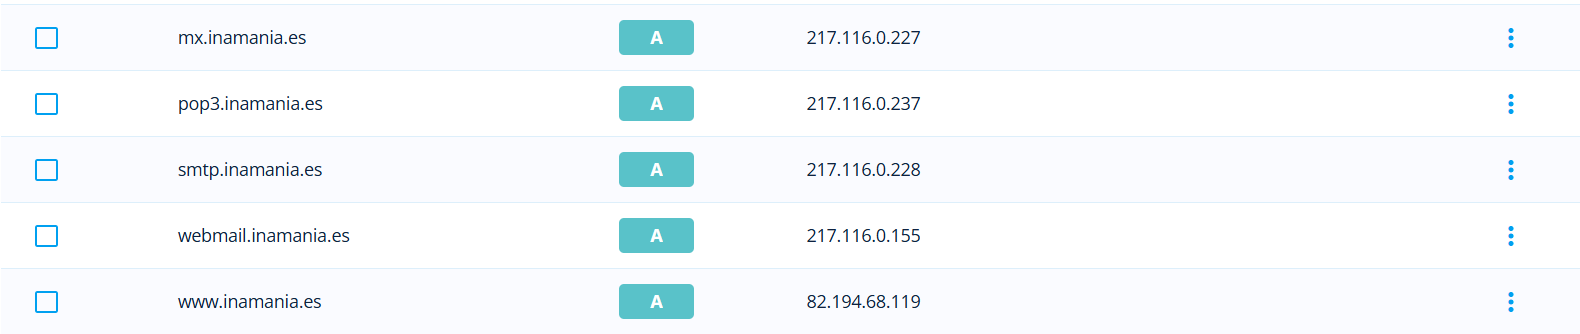 mx.inamania.es A 217.116.0.227
pop3.inamania.es A 217.116.0.237
smtp.inamania.es A 217.116.0.228
webmail.inamania.es A 217.116.0.155
www.inamania.es A 82.194.68.119